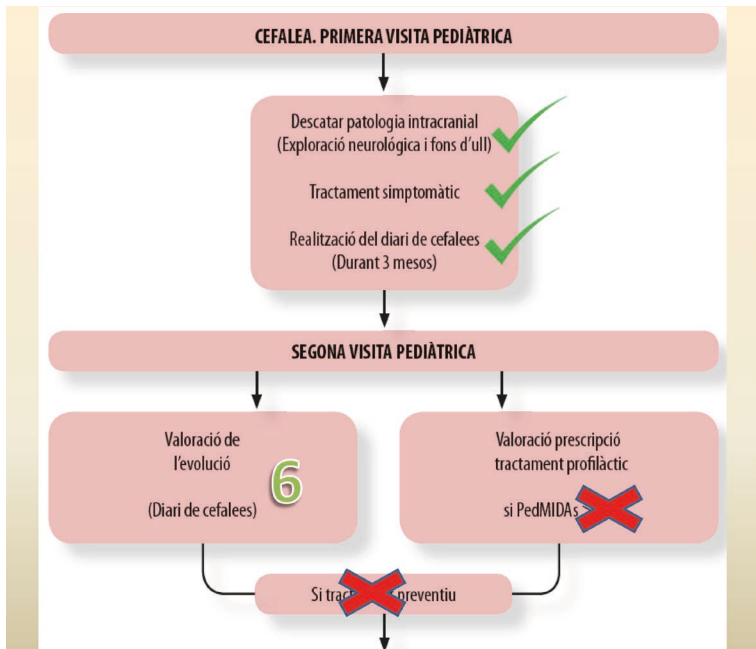 CEFALEA. PRIMERA VISITA PEDIÀTRICA
Descatar patologia intracranial
(Exploració neurològica i fons d'ull)
Tractament simptomàtic
Realització del diari de cefalees
(Durant 3 mesos)
SEGONA VISITA PEDIÀTRICA
Valoració de
l'evolució
6
(Diari de cefalees)
Valoració prescripció
tractament profilàctic
si PedMIDAs
Si preventiu